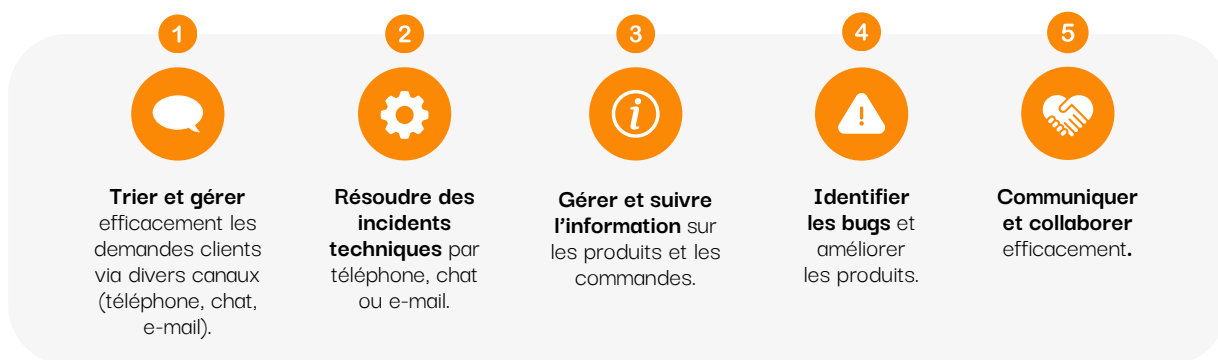 1
Trier et gérer
efficacement les
demandes clients
via divers canaux
(téléphone, chat,
e-mail).
2
Résoudre des
incidents
techniques par
téléphone, chat
ou e-mail.
3
Gérer et suivre
l'information sur
les produits et les
commandes.
4
Identifier
les bugs et
améliorer
les produits.
5
Communiquer
et collaborer
efficacement.